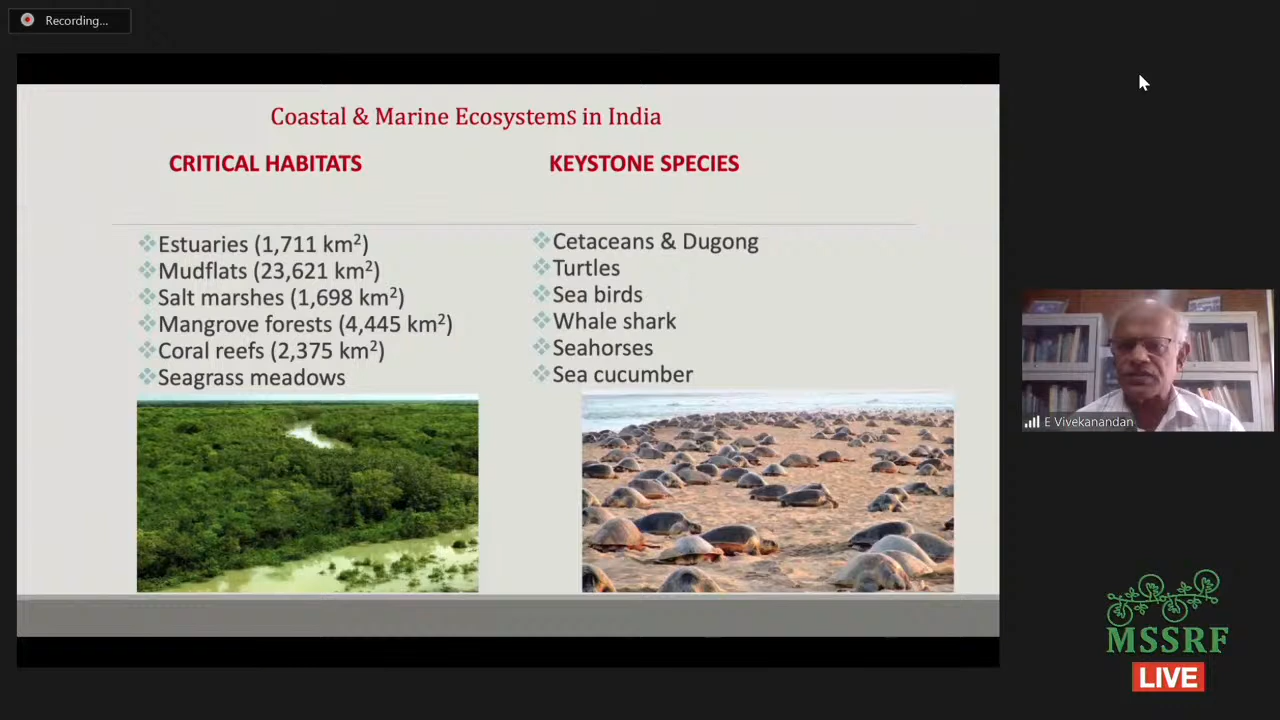 Recording...
Coastal & Marine Ecosystems in India
CRITICAL HABITATS
KEYSTONE SPECIES
Estuaries (1,711 km²)
Mudflats (23,621 km²)
Salt marshes (1,698 km²)
Mangrove forests (4,445 km²)
Coral reefs (2,375 km²)
Seagrass meadows
Cetaceans & Dugong
Turtles
Sea birds
Whale shark
Seahorses
Sea cucumber
E Vivekanandan
MSSRF
LIVE